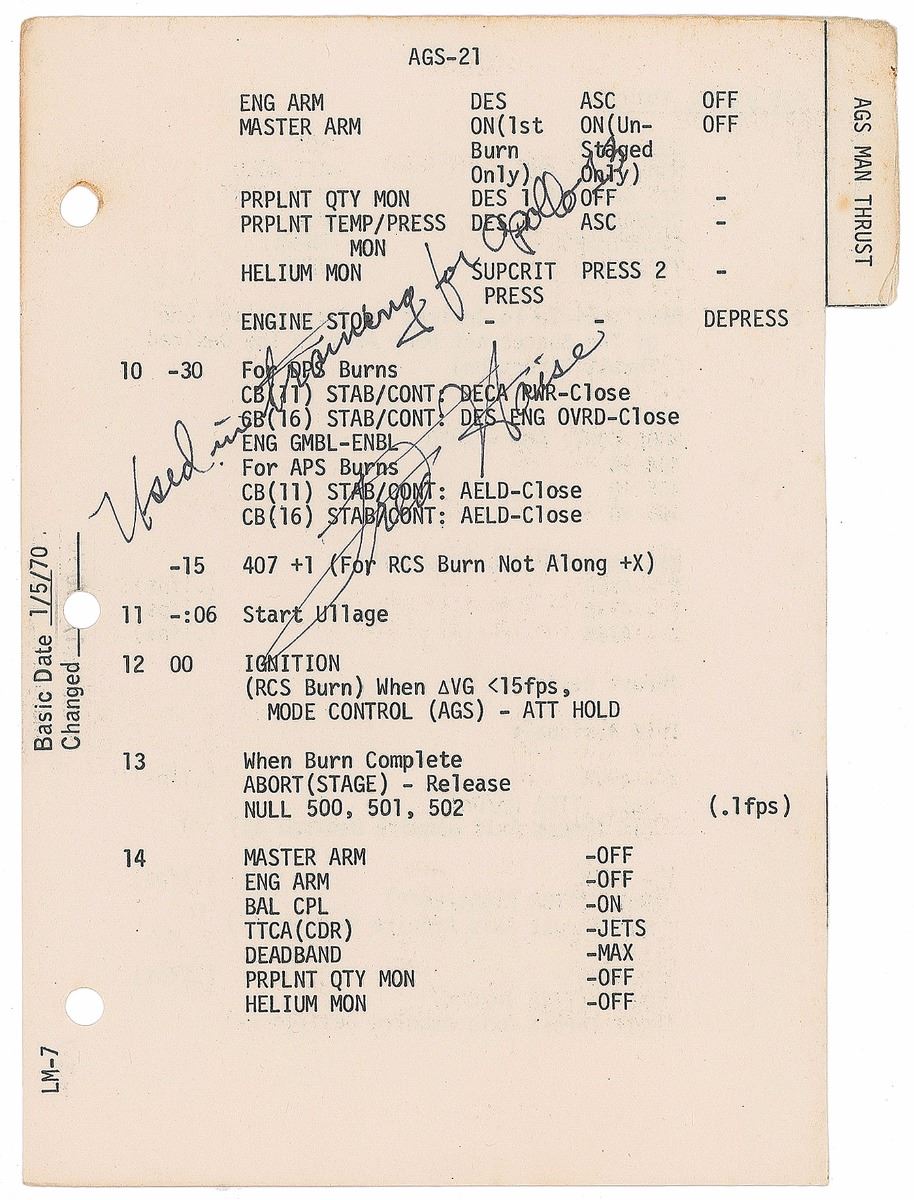 AGS-21
AGS MAN THRUST
ENG ARM DES ASC OFF
MASTER ARM ON(1st ON(Un- OFF
Burn Staged
Only) Only)
PRPLNT QTY MON DES 1 OFF -
PRPLNT TEMP/PRESS DES ASC -
MON
HELIUM MON SUPCRIT PRESS 2 -
PRESS
ENGINE STOP - - DEPRESS
10 -30 For DPS Burns
CB(11) STAB/CONT: DECA PWR-Close
CB(16) STAB/CONT: DES ENG OVRD-Close
ENG GMBL-ENBL
For APS Burns
CB(11) STAB/CONT: AELD-Close
CB(16) STAB/CONT: AELD-Close
-15 407 +1 (For RCS Burn Not Along +X)
11 -:06 Start Ullage
12 00 IGNITION
(RCS Burn) When ΔVG <15fps,
MODE CONTROL (AGS) - ATT HOLD
13 When Burn Complete
ABORT(STAGE) - Release
NULL 500, 501, 502 (.1fps)
14 MASTER ARM -OFF
ENG ARM -OFF
BAL CPL -ON
TTCA(CDR) -JETS
DEADBAND -MAX
PRPLNT QTY MON -OFF
HELIUM MON -OFF
Used in training for Apollo 13
Fred Haise
Basic Date 1/5/70
Changed
LM-7